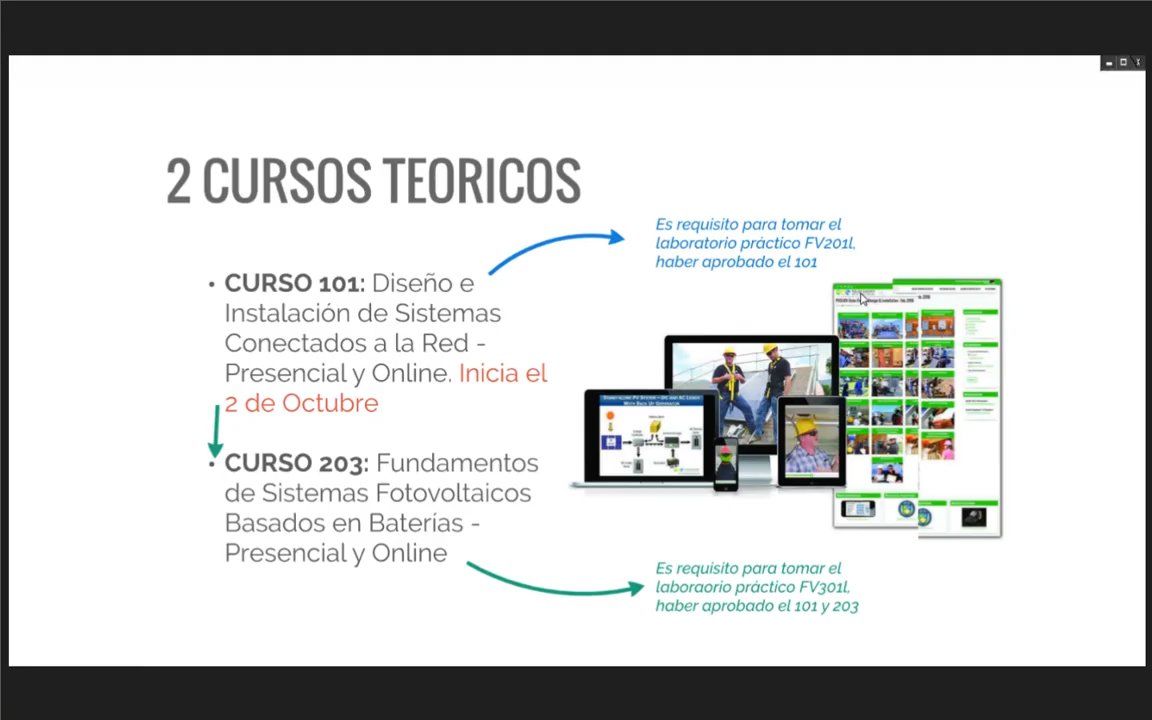 2 CURSOS TEORICOS
Es requisito para tomar el
laboratorio práctico FV201l,
haber aprobado el 101
• CURSO 101: Diseño e
Instalación de Sistemas
Conectados a la Red -
Presencial y Online. Inicia el
2 de Octubre
• CURSO 203: Fundamentos
de Sistemas Fotovoltaicos
Basados en Baterías -
Presencial y Online
Es requisito para tomar el
laboraorio práctico FV301l,
haber aprobado el 101 y 203